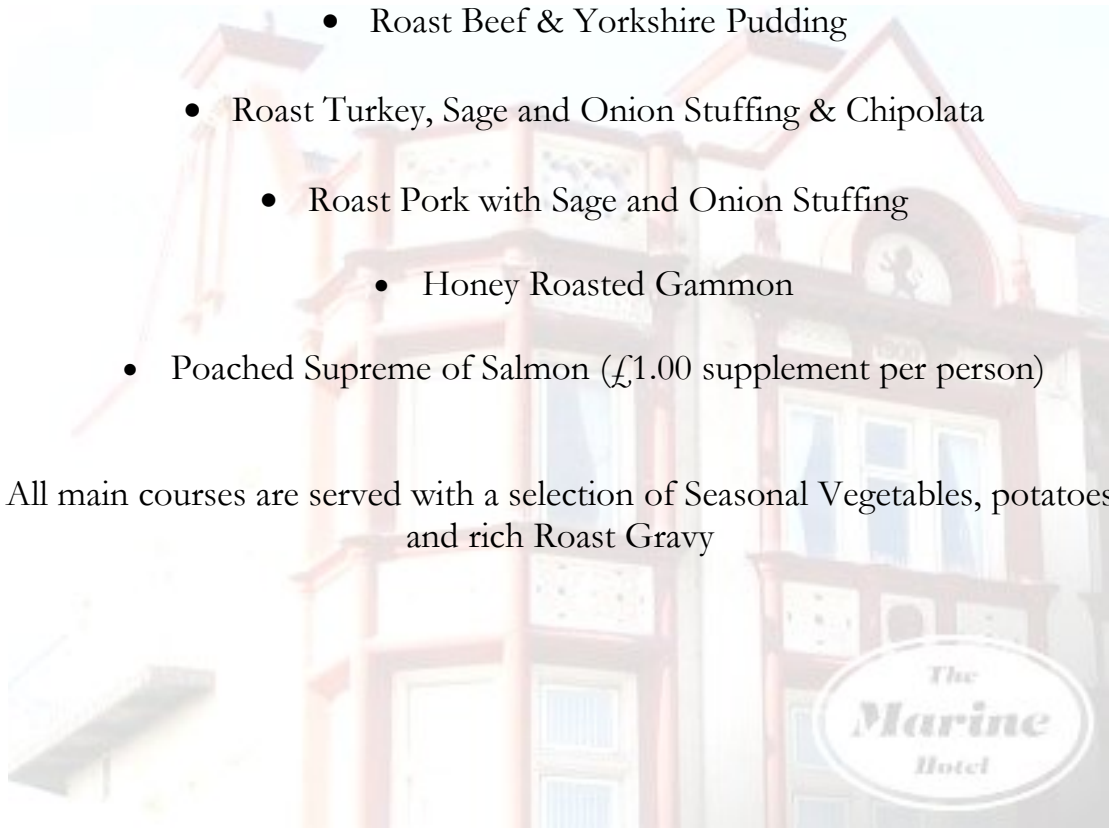 • Roast Beef & Yorkshire Pudding
• Roast Turkey, Sage and Onion Stuffing & Chipolata
• Roast Pork with Sage and Onion Stuffing
• Honey Roasted Gammon
• Poached Supreme of Salmon (£1.00 supplement per person)
1900
All main courses are served with a selection of Seasonal Vegetables, potatoes
and rich Roast Gravy
The
Marine
Hotel